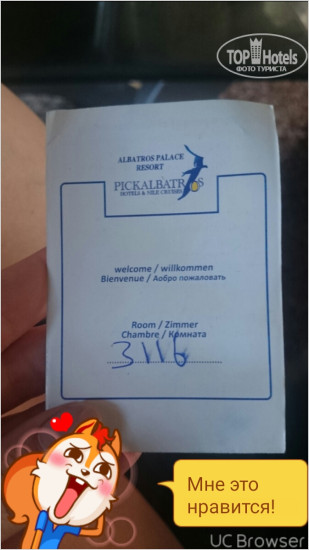 TOP Hotels
ФОТО ТУРИСТА
ALBATROS PALACE
RESORT
PICKALBATROS
HOTELS & NILE CRUISES
welcome / willkommen
Bienvenue / Аобро пожаловать
Room / Zimmer
Chambre / Комната
3116
Мне это
нравится!
UC Browser